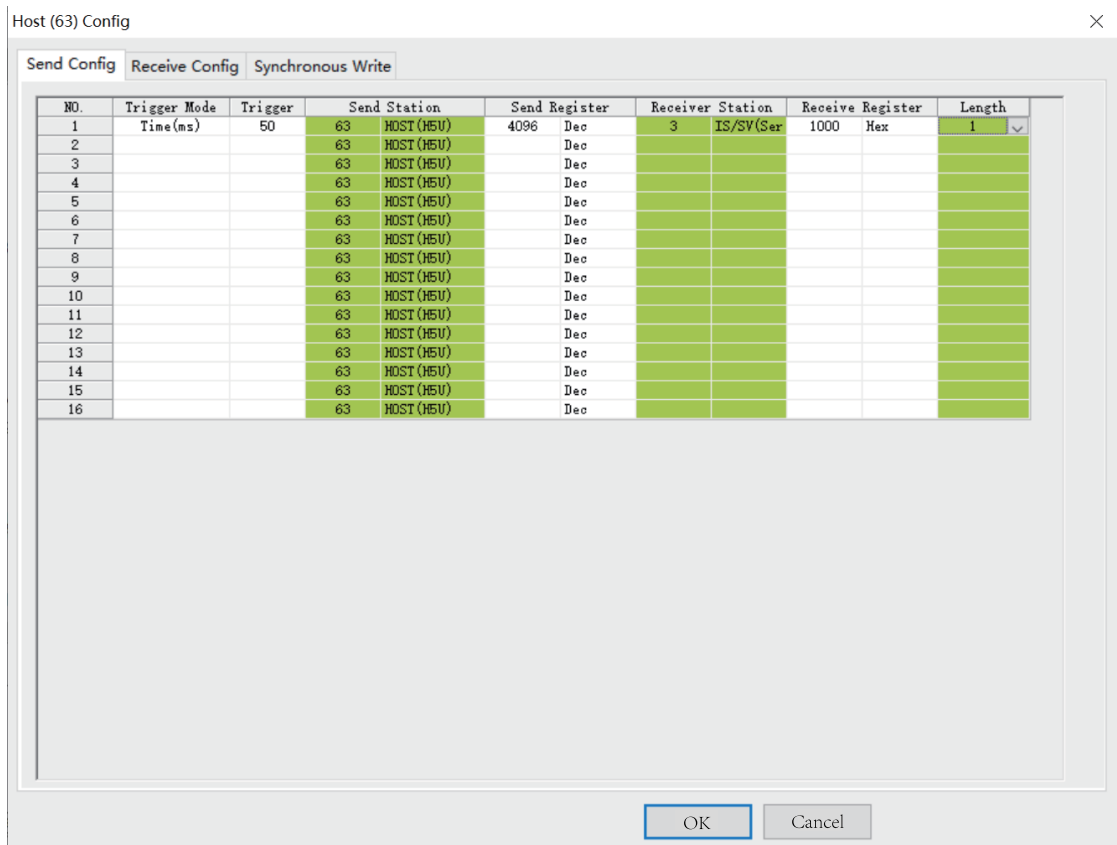 Host (63) Config
Send Config Receive Config Synchronous Write
NO. Trigger Mode Trigger Send Station Send Register Receiver Station Receive Register Length
1 Time(ms) 50 63 HOST(H5U) 4096 Dec 3 IS/SV(Ser 1000 Hex 1
2 63 HOST(H5U) Dec
3 63 HOST(H5U) Dec
4 63 HOST(H5U) Dec
5 63 HOST(H5U) Dec
6 63 HOST(H5U) Dec
7 63 HOST(H5U) Dec
8 63 HOST(H5U) Dec
9 63 HOST(H5U) Dec
10 63 HOST(H5U) Dec
11 63 HOST(H5U) Dec
12 63 HOST(H5U) Dec
13 63 HOST(H5U) Dec
14 63 HOST(H5U) Dec
15 63 HOST(H5U) Dec
16 63 HOST(H5U) Dec
OK Cancel